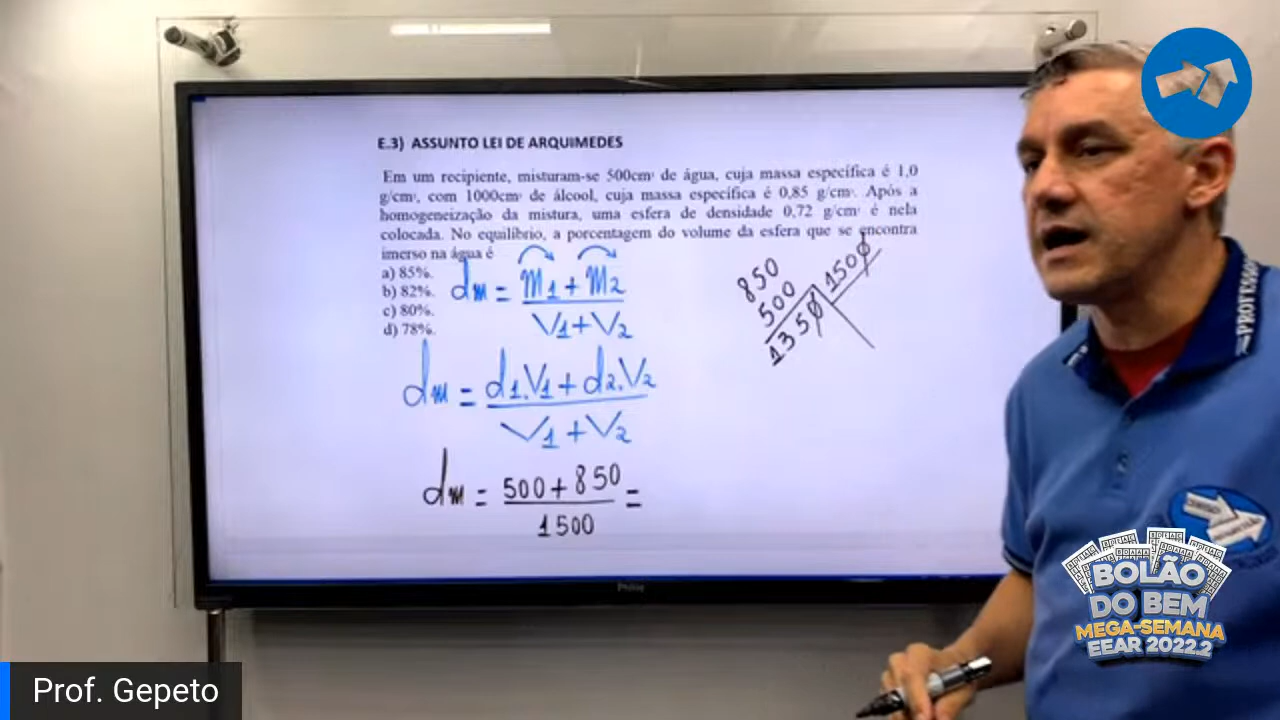 E.3) ASSUNTO LEI DE ARQUIMEDES
Em um recipiente, misturam-se 500cm³ de água, cuja massa específica é 1,0
g/cm³, com 1000cm³ de álcool, cuja massa específica é 0,85 g/cm³. Após a
homogeneização da mistura, uma esfera de densidade 0,72 g/cm³ é nela
colocada. No equilíbrio, a porcentagem do volume da esfera que se encontra
imerso na água é
a) 85%.
b) 82%.
c) 80%.
d) 78%.
dm = m1 + m2
V1 + V2
dm = d1.V1 + d2.V2
V1 + V2
dm = 500 + 850 =
1500
850
500
1350
1500
PROFESSO
BOLÃO
DO BEM
MEGA-SEMANA
EEAR 2022.2
Prof. Gepeto